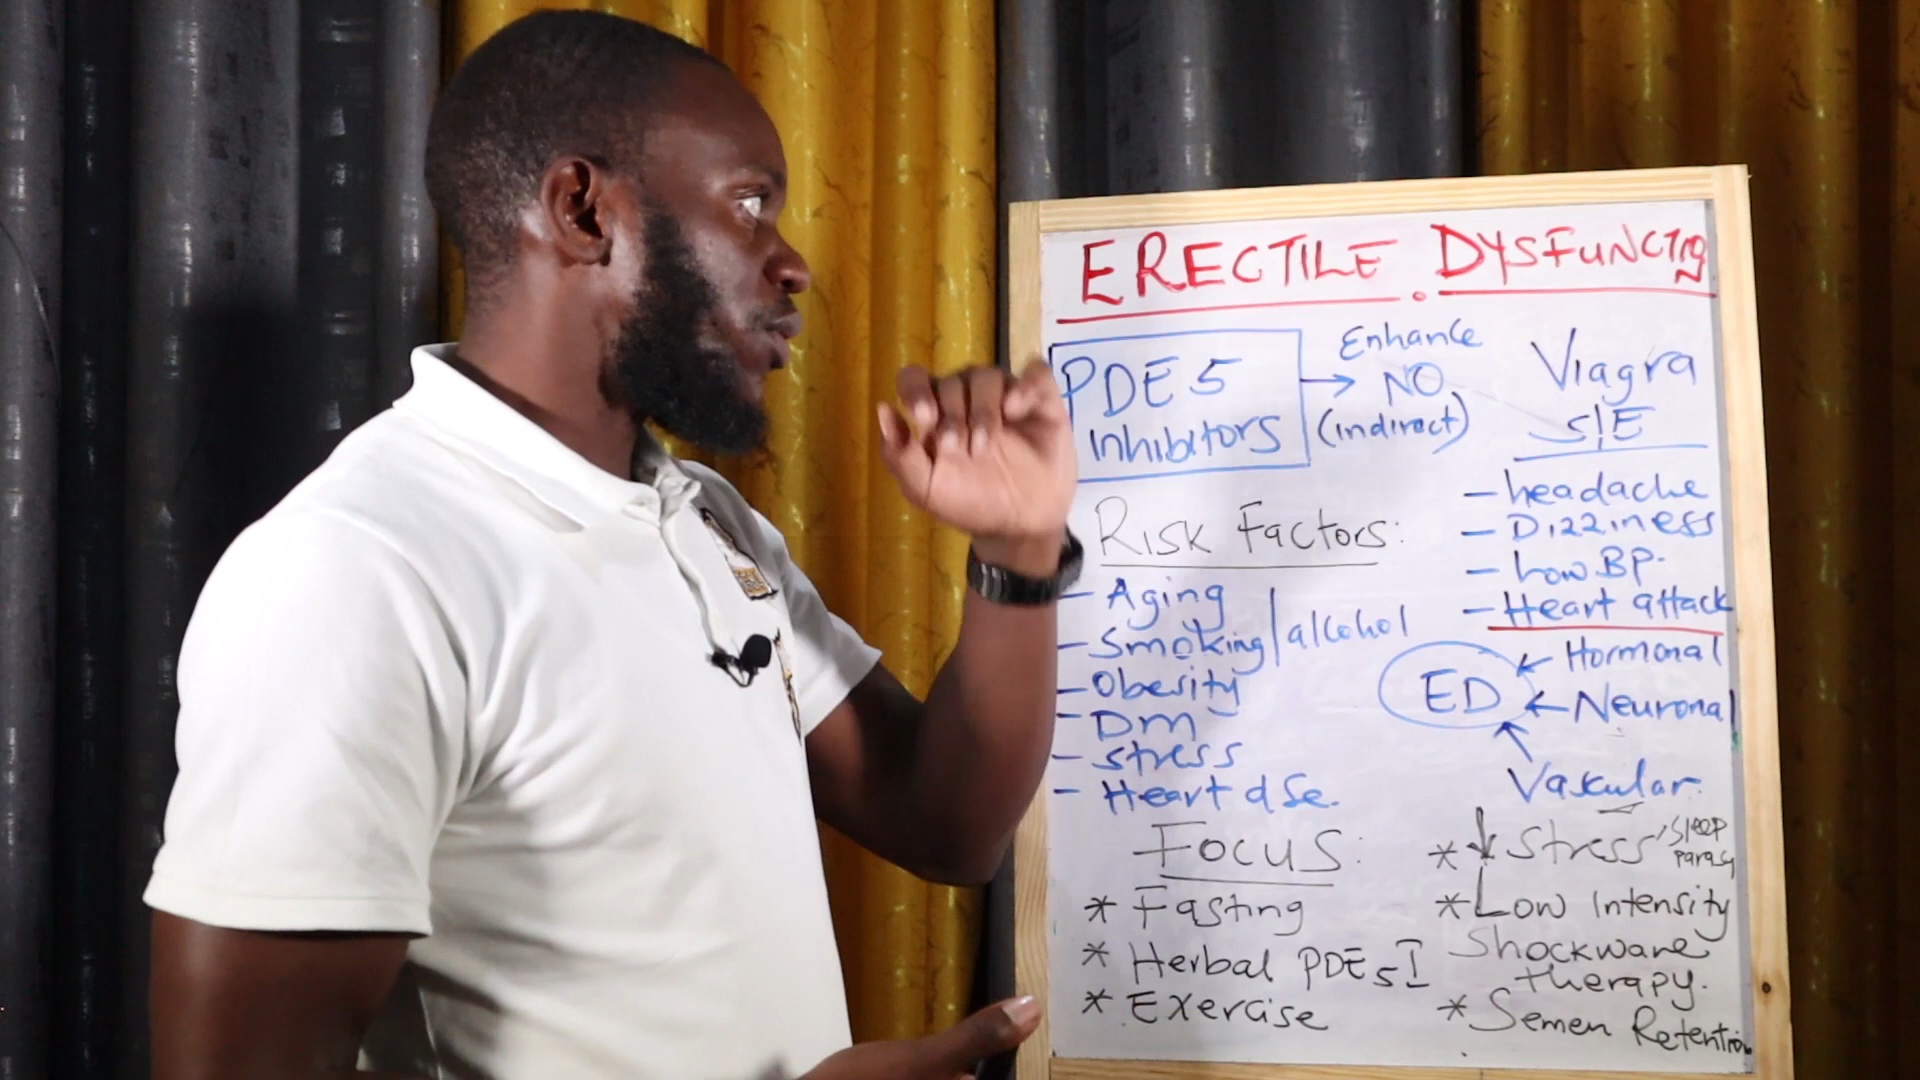 ERECTILE DYSFUNCTION
PDE5
Inhibitors
Enhance
NO
(indirect)
Viagra
S/E
- headache
- Dizziness
- Low BP.
- Heart attack
Risk Factors:
- Aging
- Smoking/alcohol
- Obesity
- DM
- Stress
- Heart dse.
ED
Hormonal
Neuronal
Vascular.
Focus:
* Fasting
* Herbal PDE5I
* Exercise
* ↓ Stress, Sleep
* Low Intensity
Shockwave
therapy.
* Semen Retention